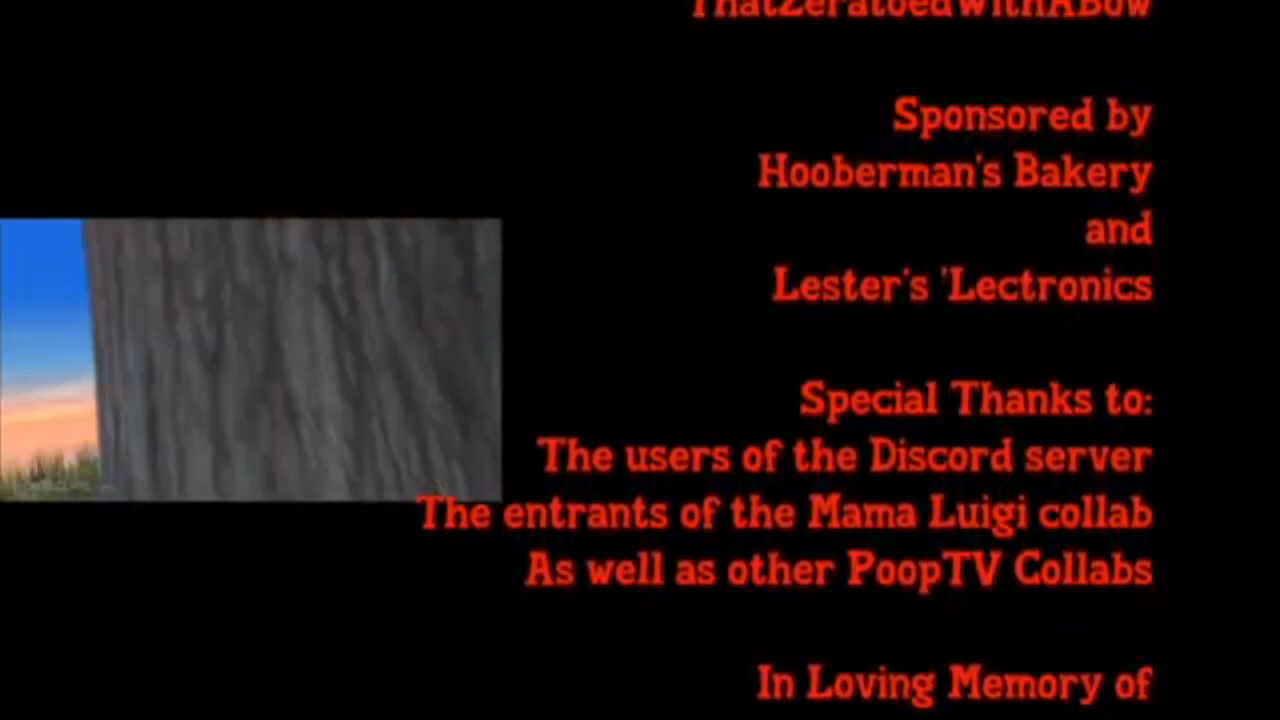 ThatZeratoedWithABow
Sponsored by
Hooberman's Bakery
and
Lester's 'Lectronics
Special Thanks to:
The users of the Discord server
The entrants of the Mama Luigi collab
As well as other PoopTV Collabs
In Loving Memory of